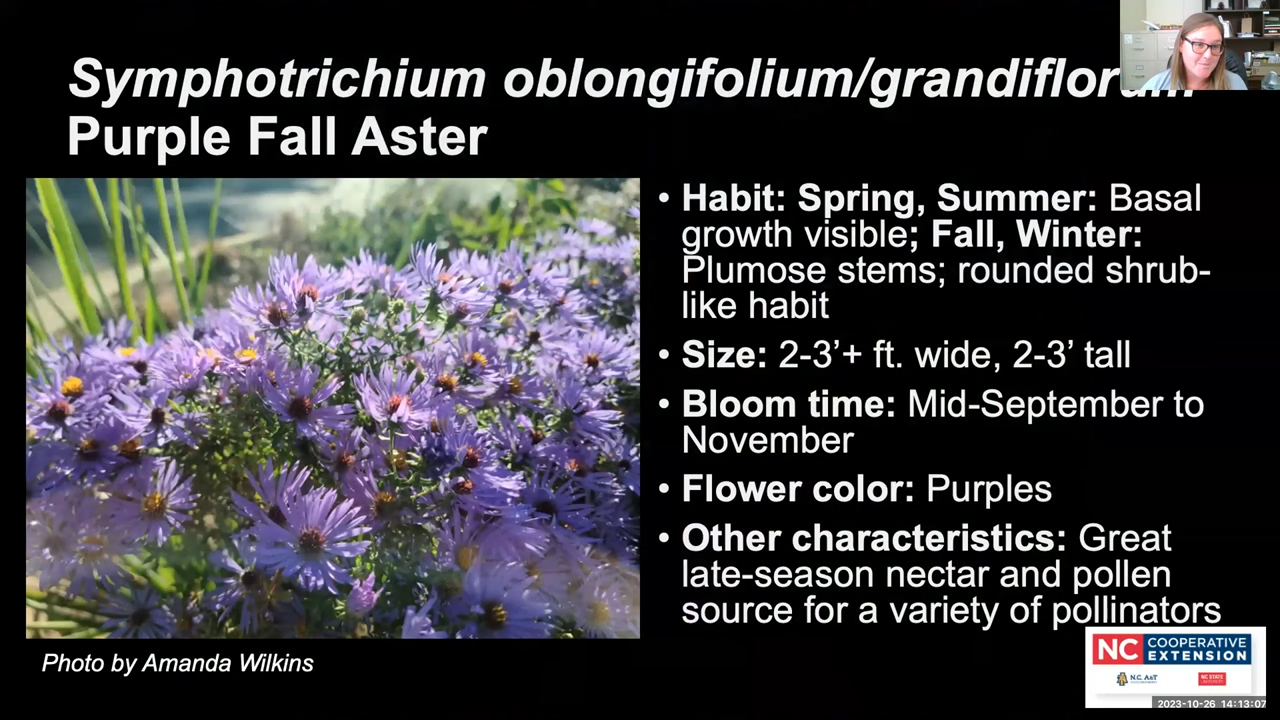 Symphotrichium oblongifolium/grandiflorum
Purple Fall Aster
• Habit: Spring, Summer: Basal
growth visible; Fall, Winter:
Plumose stems; rounded shrub-
like habit
• Size: 2-3’+ ft. wide, 2-3’ tall
• Bloom time: Mid-September to
November
• Flower color: Purples
• Other characteristics: Great
late-season nectar and pollen
source for a variety of pollinators
Photo by Amanda Wilkins
NC COOPERATIVE
EXTENSION
N.C. A&T
NC STATE
2023-10-26 14:13:07